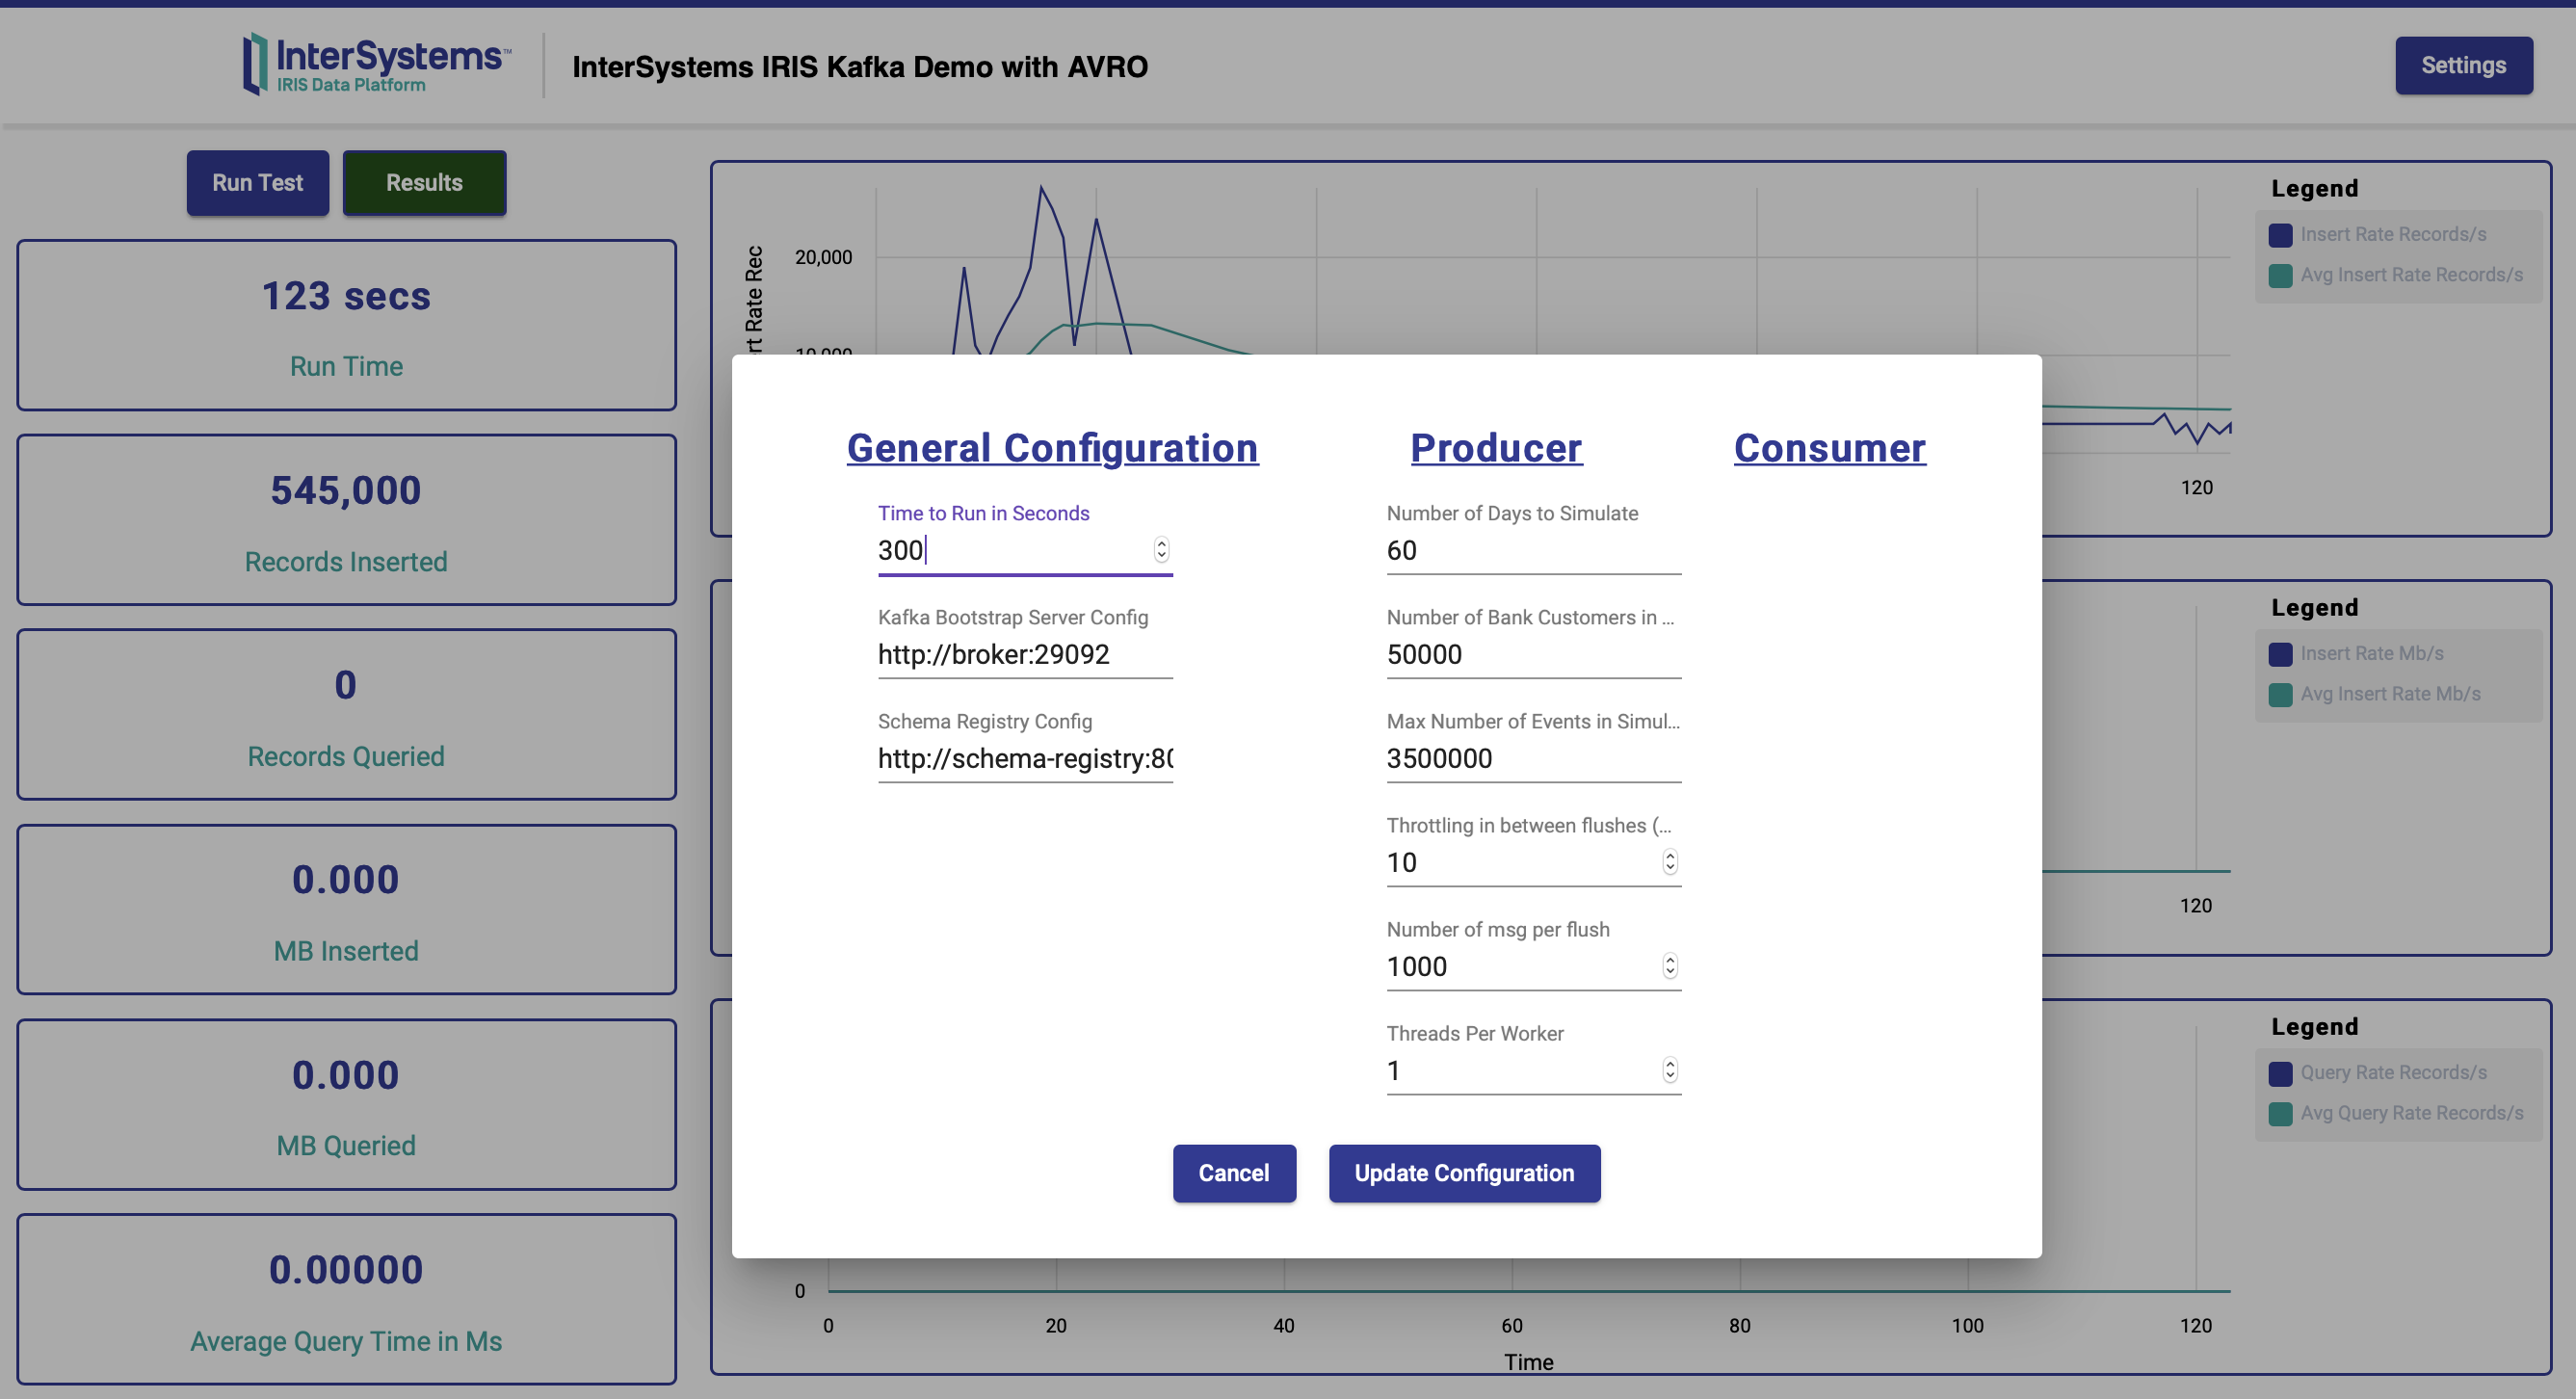 InterSystems™
IRIS Data Platform
InterSystems IRIS Kafka Demo with AVRO
Settings
Run Test
Results
123 secs
Run Time
545,000
Records Inserted
0
Records Queried
0.000
MB Inserted
0.000
MB Queried
0.00000
Average Query Time in Ms
20,000
rt Rate Rec
120
Legend
Insert Rate Records/s
Avg Insert Rate Records/s
General Configuration
Time to Run in Seconds
300
Kafka Bootstrap Server Config
http://broker:29092
Schema Registry Config
http://schema-registry:80
Producer
Number of Days to Simulate
60
Number of Bank Customers in ...
50000
Max Number of Events in Simul...
3500000
Throttling in between flushes (...
10
Number of msg per flush
1000
Threads Per Worker
1
Consumer
Cancel
Update Configuration
Legend
Insert Rate Mb/s
Avg Insert Rate Mb/s
120
Legend
Query Rate Records/s
Avg Query Rate Records/s
0
0 20 40 60 80 100 120
Time